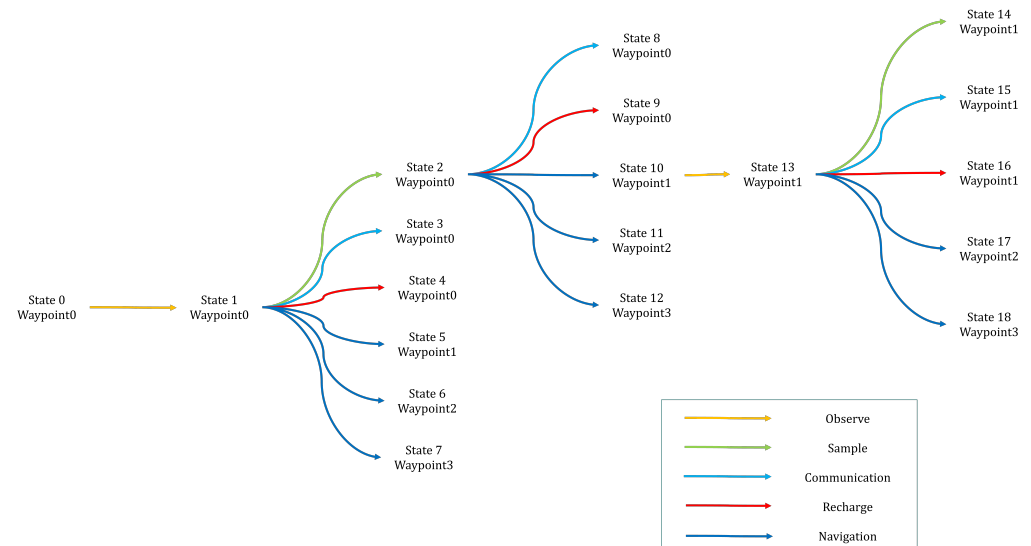 State 0
Waypoint0
State 1
Waypoint0
State 2
Waypoint0
State 3
Waypoint0
State 4
Waypoint0
State 5
Waypoint1
State 6
Waypoint2
State 7
Waypoint3
State 8
Waypoint0
State 9
Waypoint0
State 10
Waypoint1
State 11
Waypoint2
State 12
Waypoint3
State 13
Waypoint1
State 14
Waypoint1
State 15
Waypoint1
State 16
Waypoint1
State 17
Waypoint2
State 18
Waypoint3
Observe
Sample
Communication
Recharge
Navigation